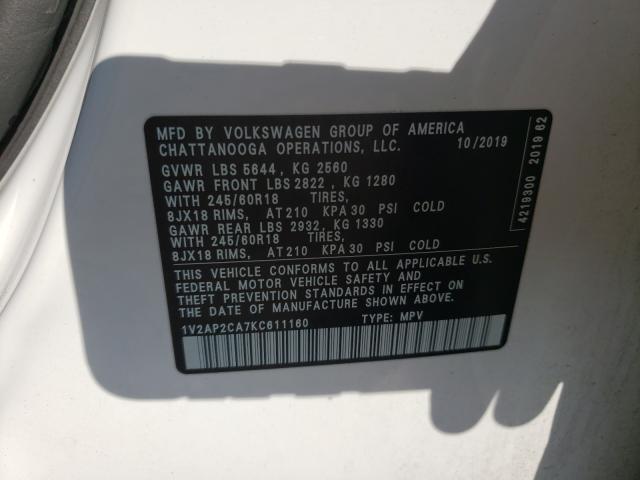 MFD BY VOLKSWAGEN GROUP OF AMERICA
CHATTANOOGA OPERATIONS, LLC. 10/2019
GVWR LBS 5644 , KG 2560
GAWR FRONT LBS 2822 , KG 1280
WITH 245/60R18 TIRES,
8JX18 RIMS, AT 210 KPA 30 PSI COLD
GAWR REAR LBS 2932, KG 1330
WITH 245/60R18 TIRES,
8JX18 RIMS, AT 210 KPA 30 PSI COLD
THIS VEHICLE CONFORMS TO ALL APPLICABLE U.S.
FEDERAL MOTOR VEHICLE SAFETY AND
THEFT PREVENTION STANDARDS IN EFFECT ON
THE DATE OF MANUFACTURE SHOWN ABOVE.
1V2AP2CA7KC611160 TYPE: MPV
4219300 2019 62